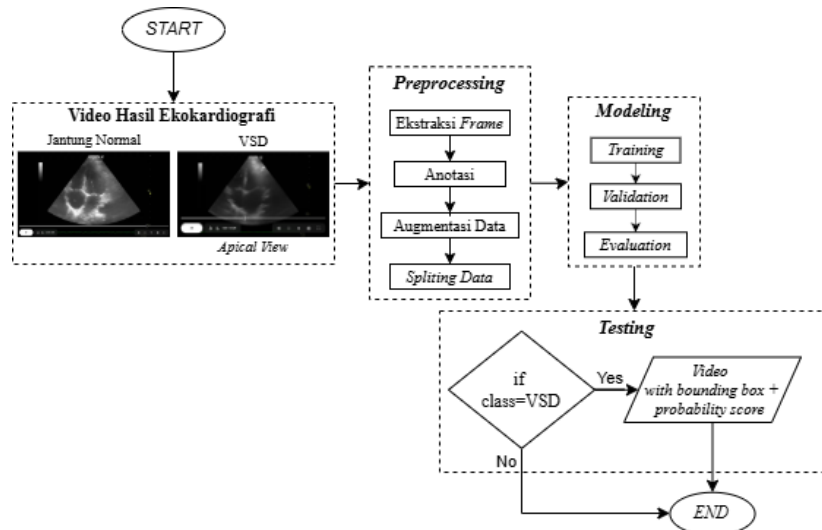 START
Video Hasil Ekokardiografi
Jantung Normal
VSD
Apical View
Preprocessing
Ekstraksi Frame
Anotasi
Augmentasi Data
Spliting Data
Modeling
Training
Validation
Evaluation
Testing
if
class=VSD
Yes
Video
with bounding box +
probability score
No
END